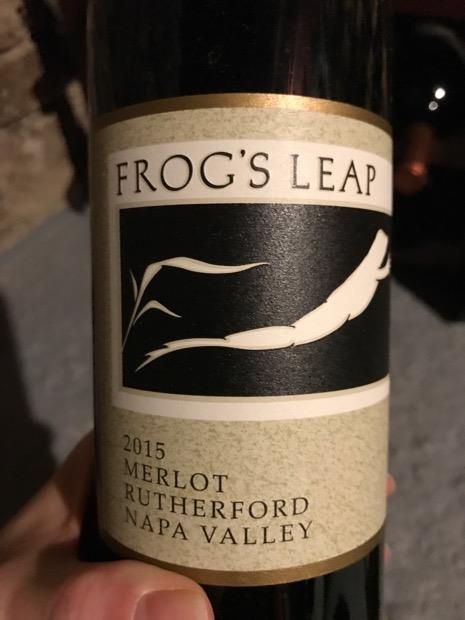 FROG'S LEAP
2015
MERLOT
RUTHERFORD
NAPA VALLEY